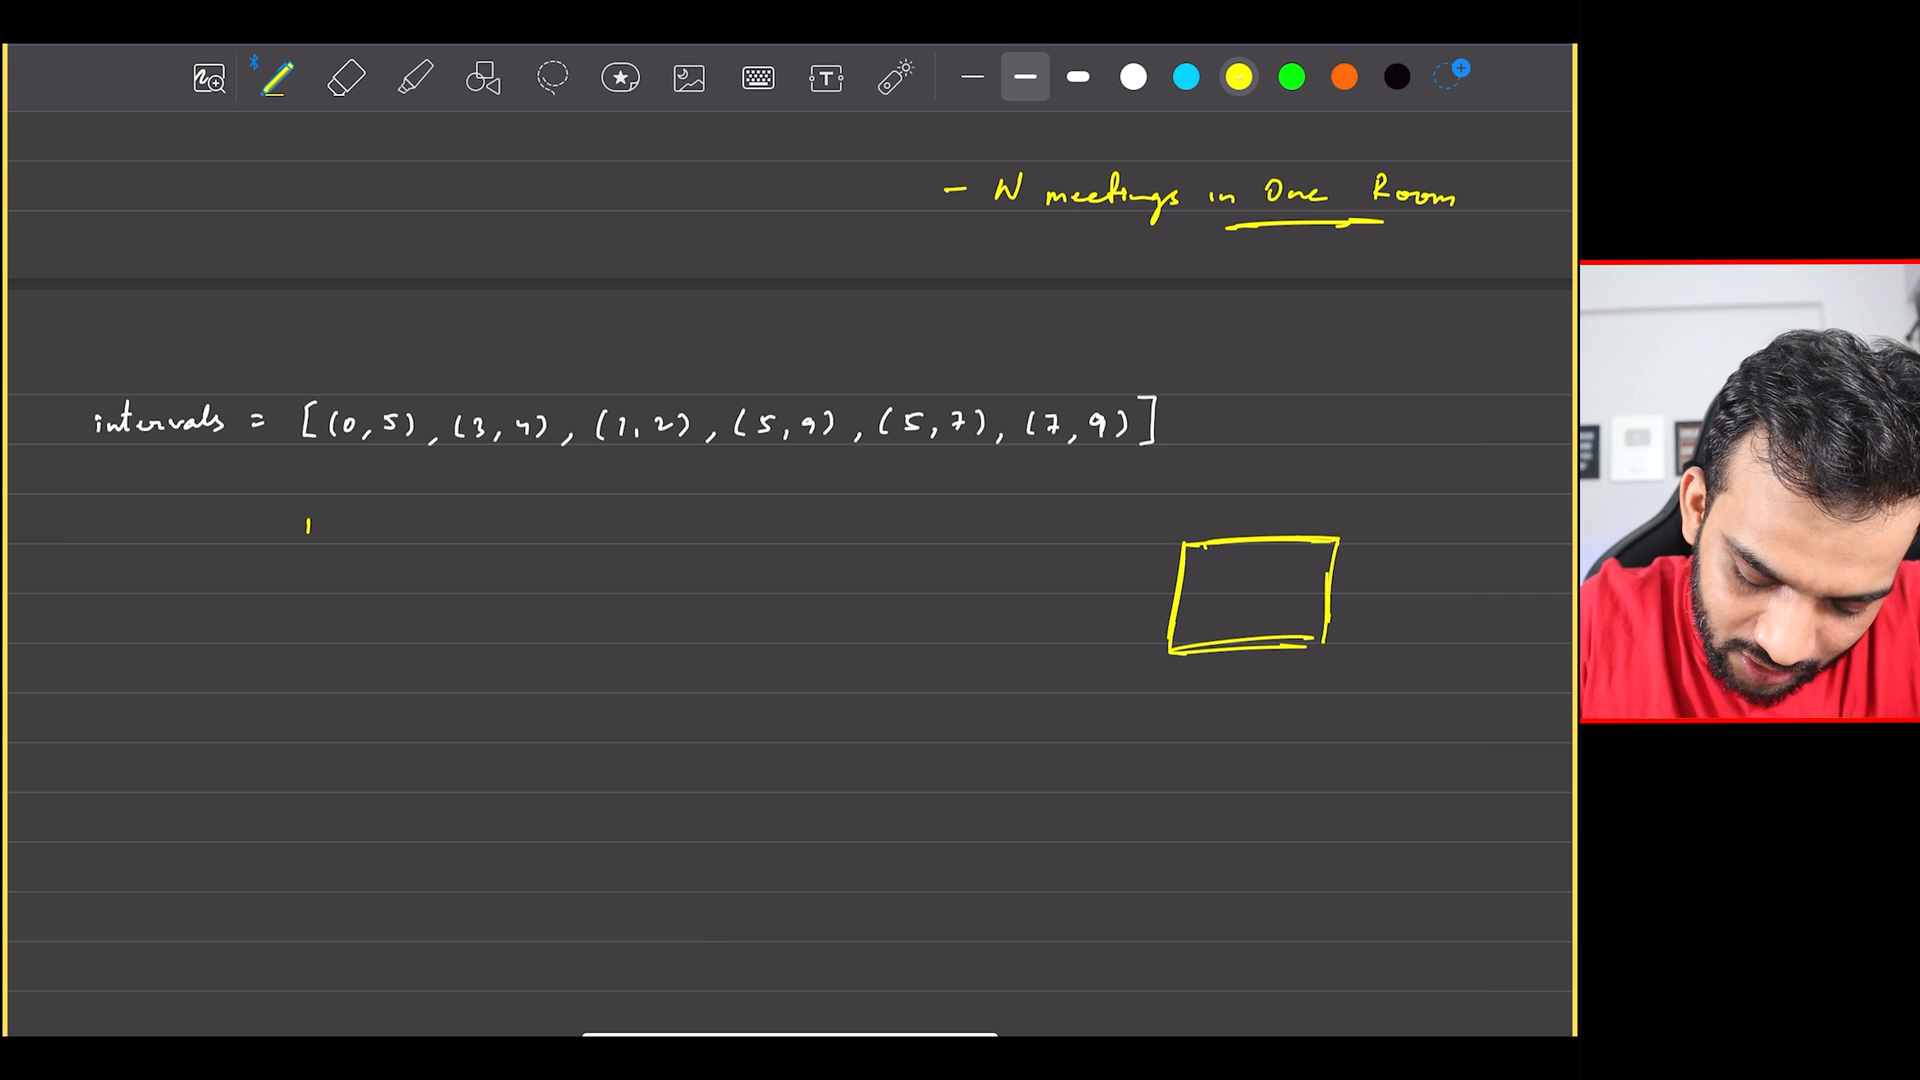 - N meetings in One Room
intervals = [(0,5), (3,4), (1,2), (5,9), (5,7), (7,9)]